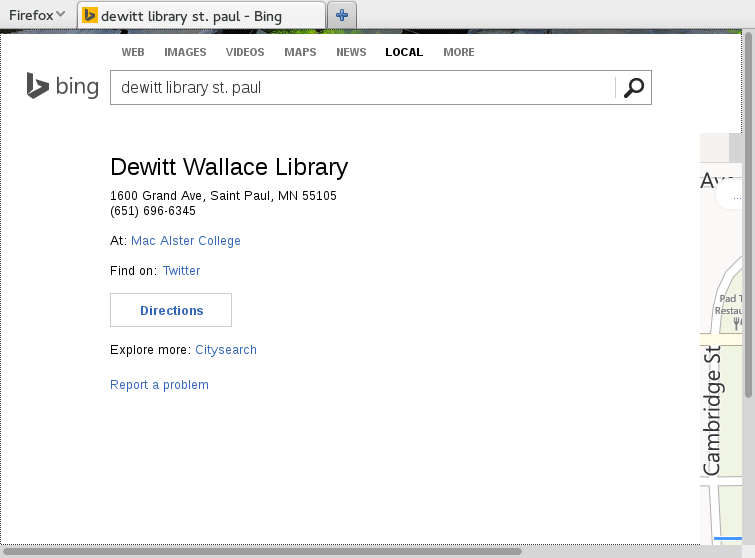 Firefox
dewitt library st. paul - Bing
WEB IMAGES VIDEOS MAPS NEWS LOCAL MORE
bing
dewitt library st. paul
Dewitt Wallace Library
1600 Grand Ave, Saint Paul, MN 55105
(651) 696-6345
At: Mac Alster College
Find on: Twitter
Directions
Explore more: Citysearch
Report a problem
...
Pad
Cambridge St